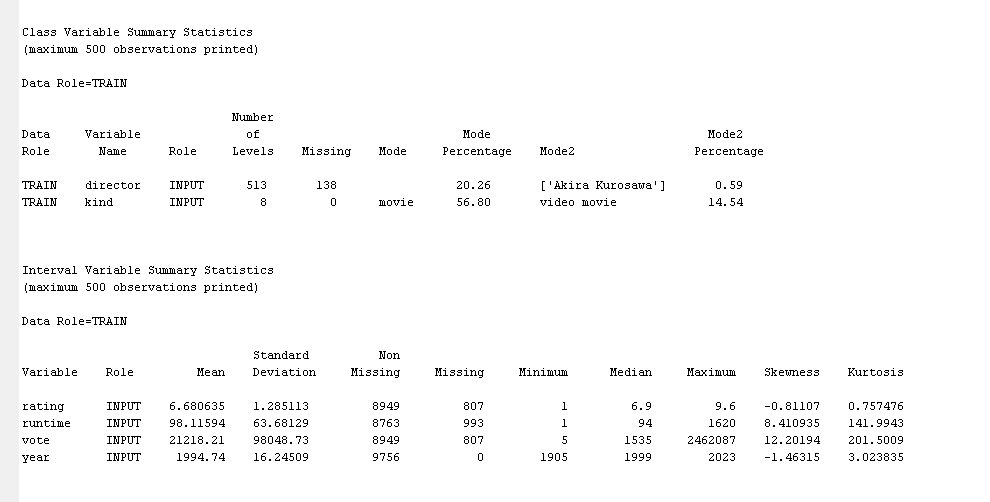 Class Variable Summary Statistics
(maximum 500 observations printed)
Data Role=TRAIN
Number
Data Variable of Mode Mode2
Role Name Role Levels Missing Mode Percentage Mode2 Percentage
TRAIN director INPUT 513 138 20.26 ['Akira Kurosawa'] 0.59
TRAIN kind INPUT 8 0 movie 56.80 video movie 14.54
Interval Variable Summary Statistics
(maximum 500 observations printed)
Data Role=TRAIN
Standard Non
Variable Role Mean Deviation Missing Missing Minimum Median Maximum Skewness Kurtosis
rating INPUT 6.680635 1.285113 8949 807 1 6.9 9.6 -0.81107 0.757476
runtime INPUT 98.11594 63.68129 8763 993 1 94 1620 8.410935 141.9943
vote INPUT 21218.21 98048.73 8949 807 5 1535 2462087 12.20194 201.5009
year INPUT 1994.74 16.24509 9756 0 1905 1999 2023 -1.46315 3.023835